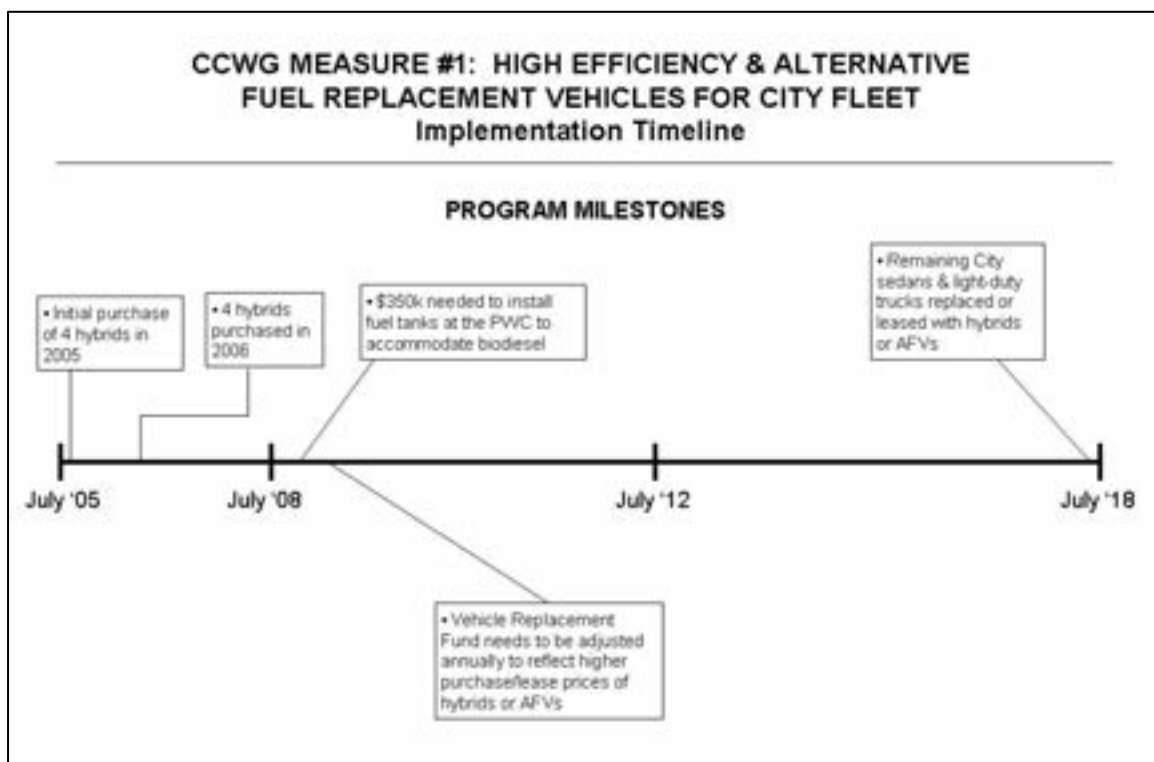 CCWG MEASURE #1: HIGH EFFICIENCY & ALTERNATIVE
FUEL REPLACEMENT VEHICLES FOR CITY FLEET
Implementation Timeline
PROGRAM MILESTONES
• Initial purchase
of 4 hybrids in
2005
• 4 hybrids
purchased in
2006
• $350k needed to install
fuel tanks at the PWC to
accommodate biodiesel
• Remaining City
sedans & light-duty
trucks replaced or
leased with hybrids
or AFVs
July '05
July '08
July '12
July '18
• Vehicle Replacement
Fund needs to be adjusted
annually to reflect higher
purchase/lease prices of
hybrids or AFVs